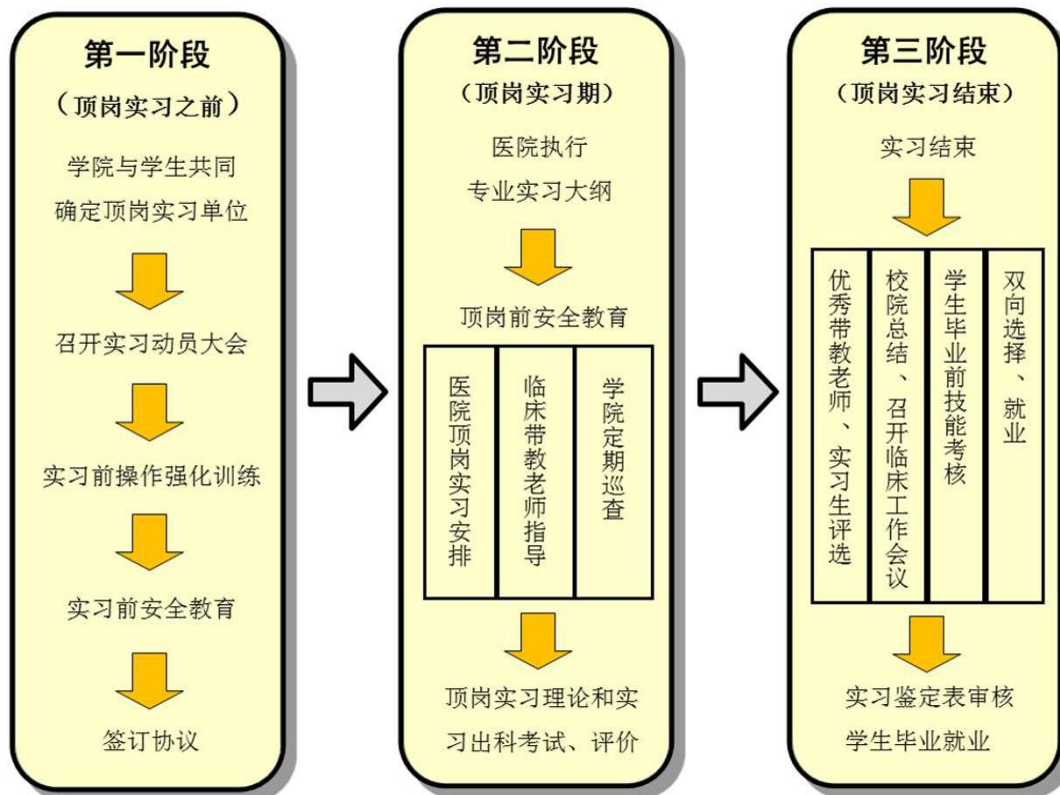 第一阶段
（顶岗实习之前）
学院与学生共同
确定顶岗实习单位
召开实习动员大会
实习前操作强化训练
实习前安全教育
签订协议
第二阶段
（顶岗实习期）
医院执行
专业实习大纲
顶岗前安全教育
医院顶岗实习安排
临床带教老师指导
学院定期巡查
顶岗实习理论和实
习出科考试、评价
第三阶段
（顶岗实习结束）
实习结束
优秀带教老师、实习生评选
校院总结、召开临床工作会议
学生毕业前技能考核
双向选择、就业
实习鉴定表审核
学生毕业就业